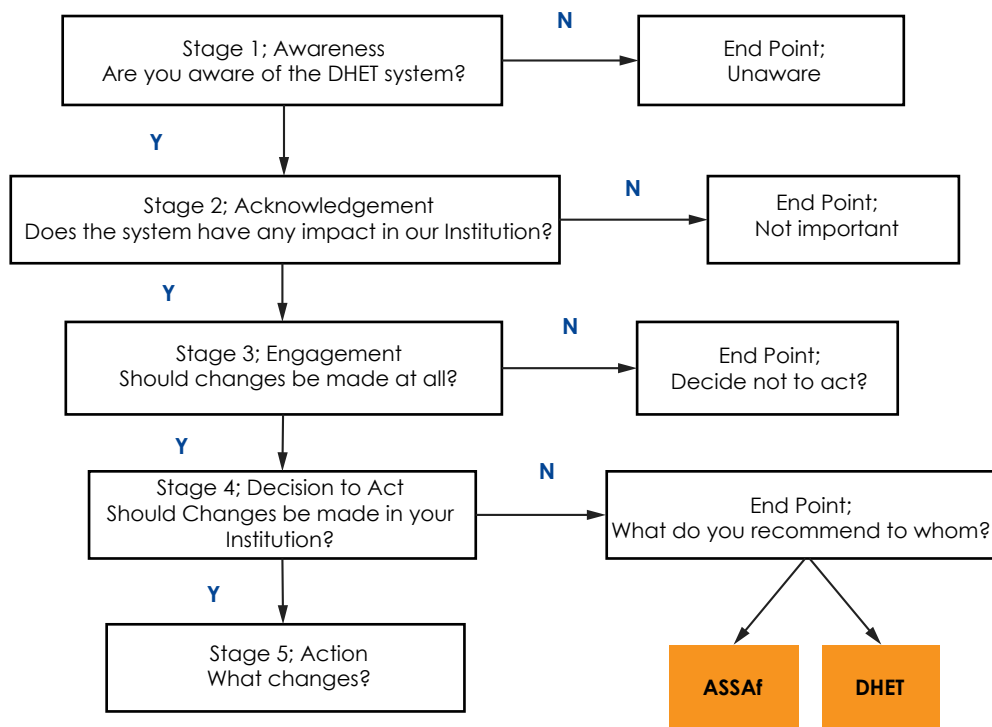 Stage 1; Awareness
Are you aware of the DHET system?
N
End Point;
Unaware
Y
Stage 2; Acknowledgement
Does the system have any impact in our Institution?
N
End Point;
Not important
Y
Stage 3; Engagement
Should changes be made at all?
N
End Point;
Decide not to act?
Y
Stage 4; Decision to Act
Should Changes be made in your
Institution?
N
End Point;
What do you recommend to whom?
Y
Stage 5; Action
What changes?
ASSAf
DHET